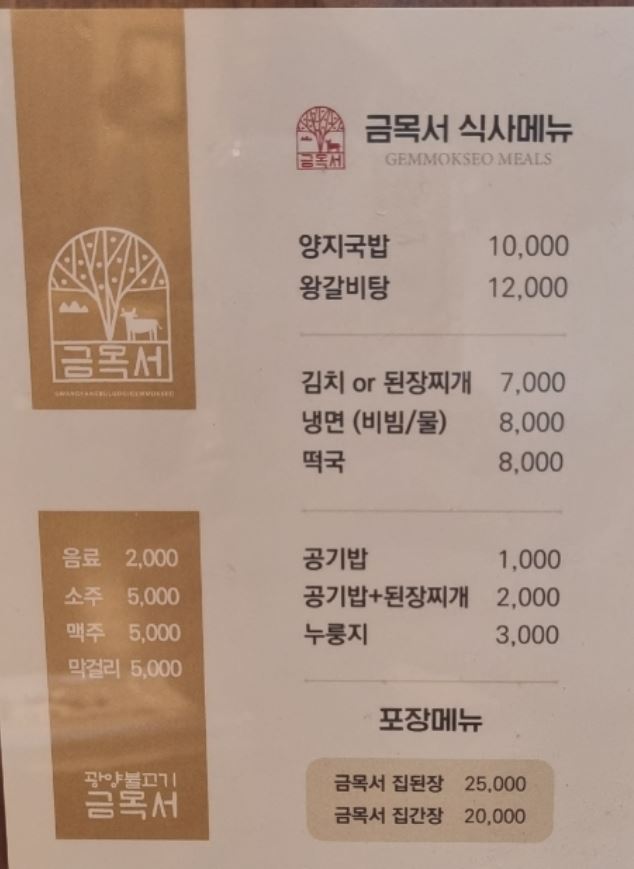 금목서 식사메뉴
GEMMOKSEO MEALS
금목서
양지국밥 10,000
왕갈비탕 12,000
김치 or 된장찌개 7,000
냉면 (비빔/물) 8,000
떡국 8,000
공기밥 1,000
공기밥+된장찌개 2,000
누룽지 3,000
포장메뉴
금목서 집된장 25,000
금목서 집간장 20,000
금목서
음료 2,000
소주 5,000
맥주 5,000
막걸리 5,000
광양불고기
금목서